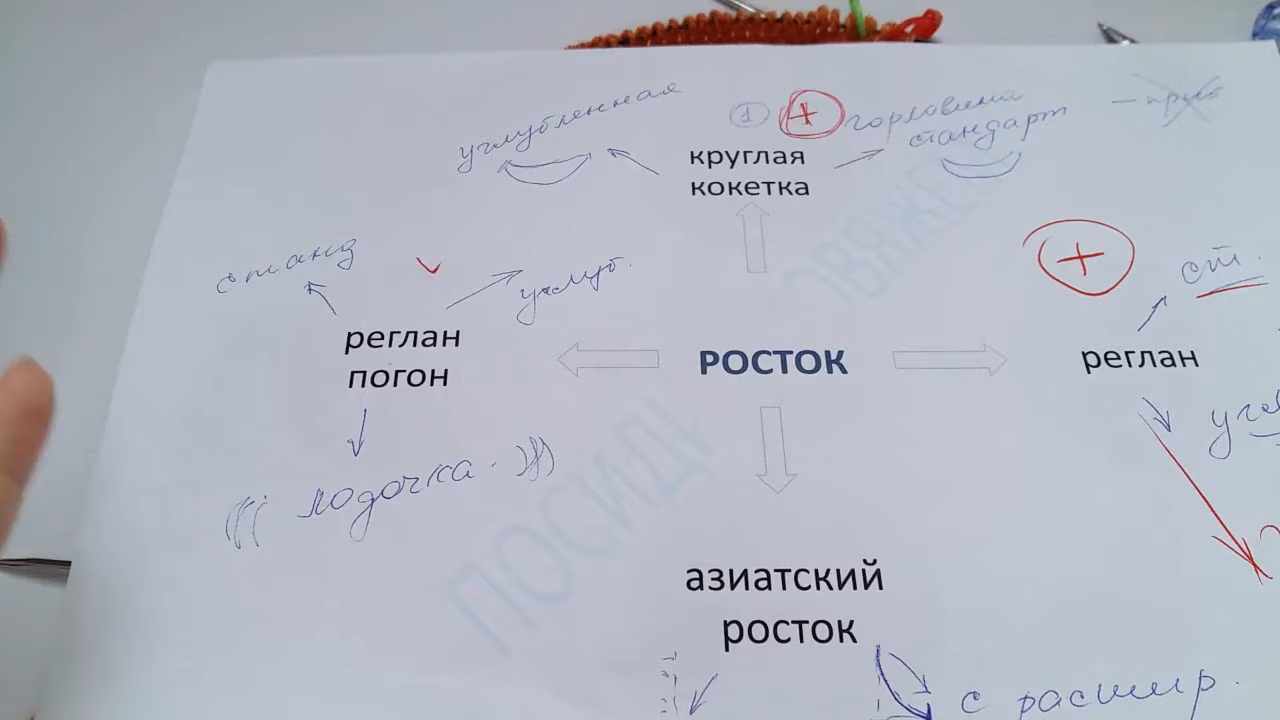 углубленная
1 + горловина
стандарт
круглая
кокетка
станд
углуб.
+
ст.
реглан
погон
РОСТОК
реглан
лодочка
азиатский
росток
с расшир.